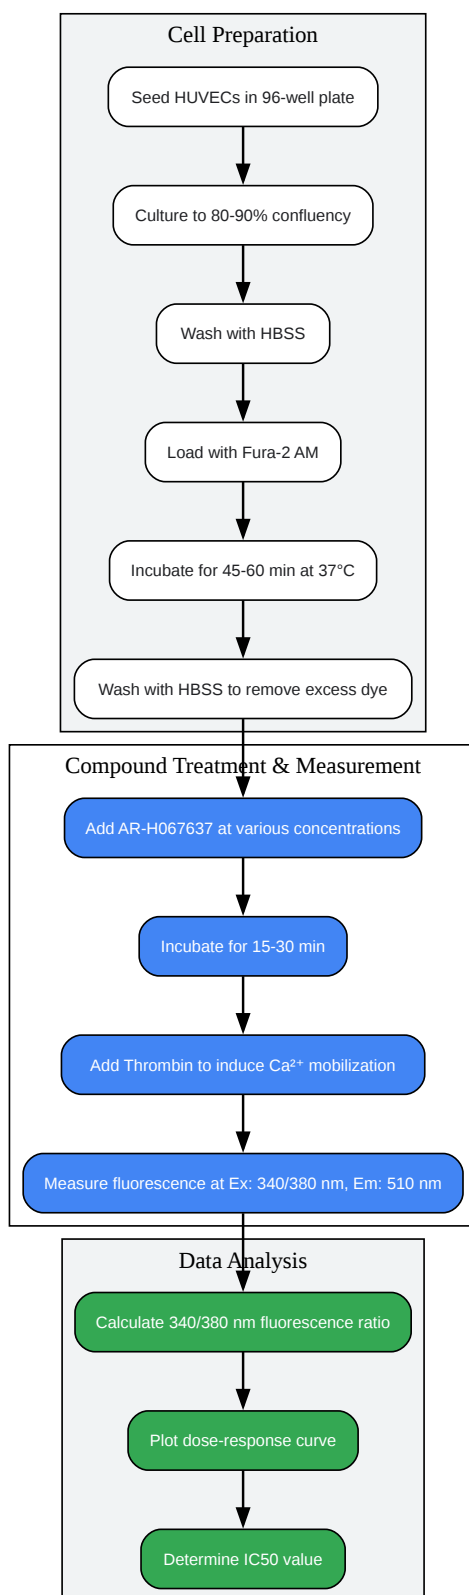 Cell Preparation
Seed HUVECs in 96-well plate
Culture to 80-90% confluency
Wash with HBSS
Load with Fura-2 AM
Incubate for 45-60 min at 37°C
Wash with HBSS to remove excess dye
Compound Treatment & Measurement
Add AR-H067637 at various concentrations
Incubate for 15-30 min
Add Thrombin to induce Ca²⁺ mobilization
Measure fluorescence at Ex: 340/380 nm, Em: 510 nm
Data Analysis
Calculate 340/380 nm fluorescence ratio
Plot dose-response curve
Determine IC50 value